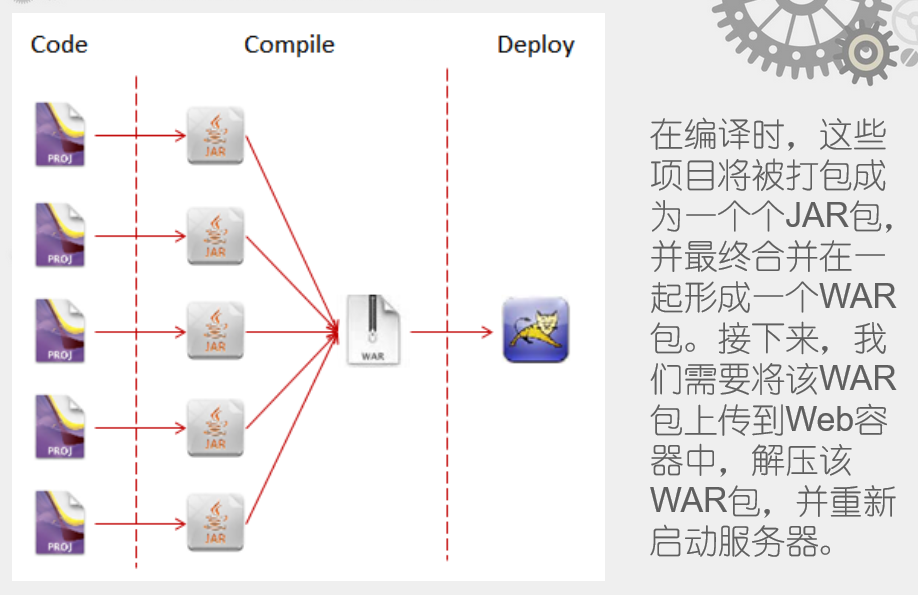 Code Compile Deploy
PROJ JAR
PROJ JAR
PROJ JAR WAR
PROJ JAR
PROJ JAR
在编译时，这些
项目将被打包成
为一个个JAR包，
并最终合并在一
起形成一个WAR
包。接下来，我
们需要将该WAR
包上传到Web容
器中，解压该
WAR包，并重新
启动服务器。